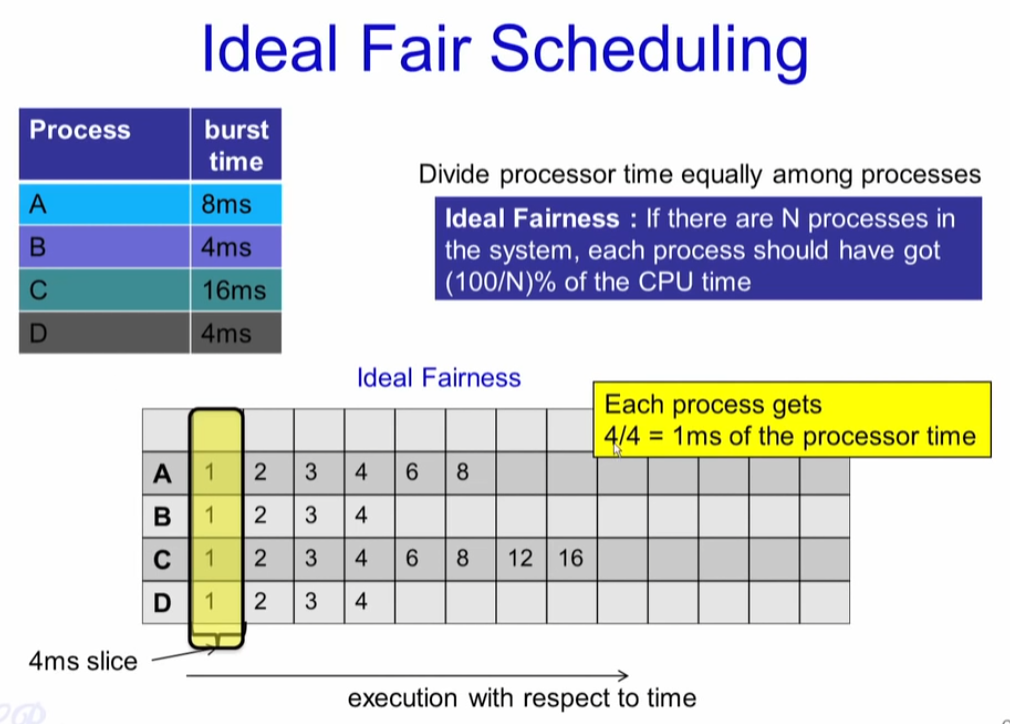 Ideal Fair Scheduling
Process burst time
A 8ms
B 4ms
C 16ms
D 4ms
Divide processor time equally among processes
Ideal Fairness : If there are N processes in
the system, each process should have got
(100/N)% of the CPU time
Ideal Fairness
Each process gets
4/4 = 1ms of the processor time
A 1 2 3 4 6 8
B 1 2 3 4
C 1 2 3 4 6 8 12 16
D 1 2 3 4
4ms slice
execution with respect to time